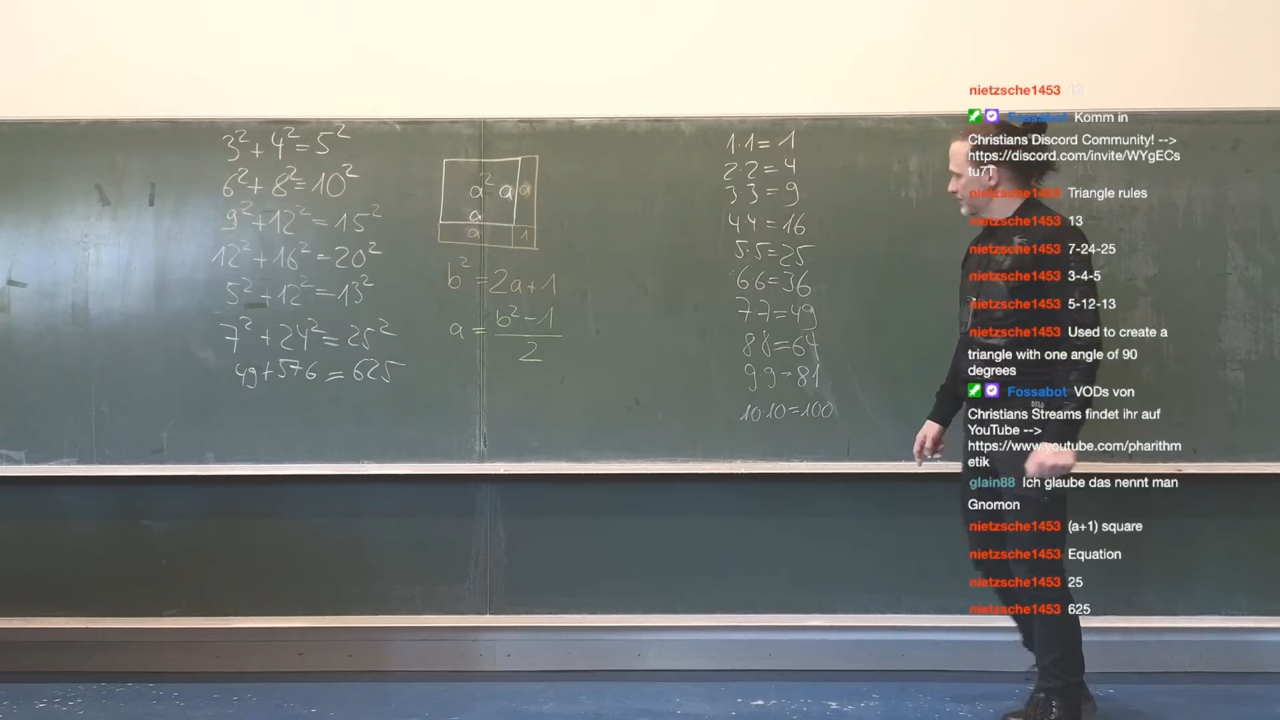 3²+4²=5²
6²+8²=10²
9²+12²=15²
12²+16²=20²
5²+12²=13²
7²+24²=25²
49+576=625
a² a a
a
a 1
b²=2a+1
a=\frac{b²-1}{2}
1·1=1
2·2=4
3·3=9
4·4=16
5·5=25
6 6=36
7 7=49
8 8=64
9 9=81
10 10=100
nietzsche1453 13
Fossabot Komm in
Christians Discord Community! -->
https://discord.com/invite/WYgECs
tu7T
nietzsche1453 Triangle rules
nietzsche1453 13
nietzsche1453 7-24-25
nietzsche1453 3-4-5
nietzsche1453 5-12-13
nietzsche1453 Used to create a
triangle with one angle of 90
degrees
Fossabot VODs von
Christians Streams findet ihr auf
YouTube -->
https://www.youtube.com/pharithm
etik
glain88 Ich glaube das nennt man
Gnomon
nietzsche1453 (a+1) square
nietzsche1453 Equation
nietzsche1453 25
nietzsche1453 625